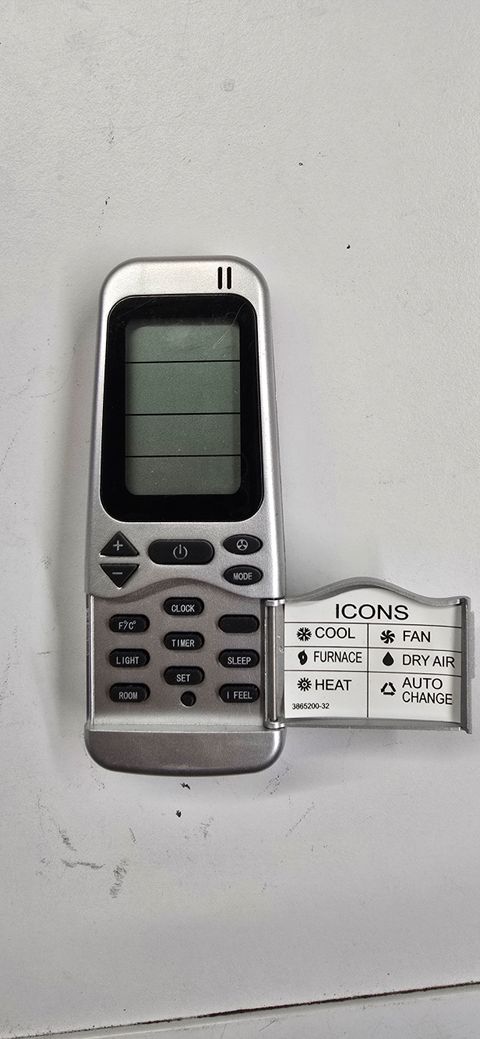 +
-
MODE
CLOCK
F°/C°
TIMER
LIGHT
SLEEP
SET
ROOM
I FEEL
ICONS
COOL
FAN
FURNACE
DRY AIR
HEAT
AUTO
CHANGE
3865200-32